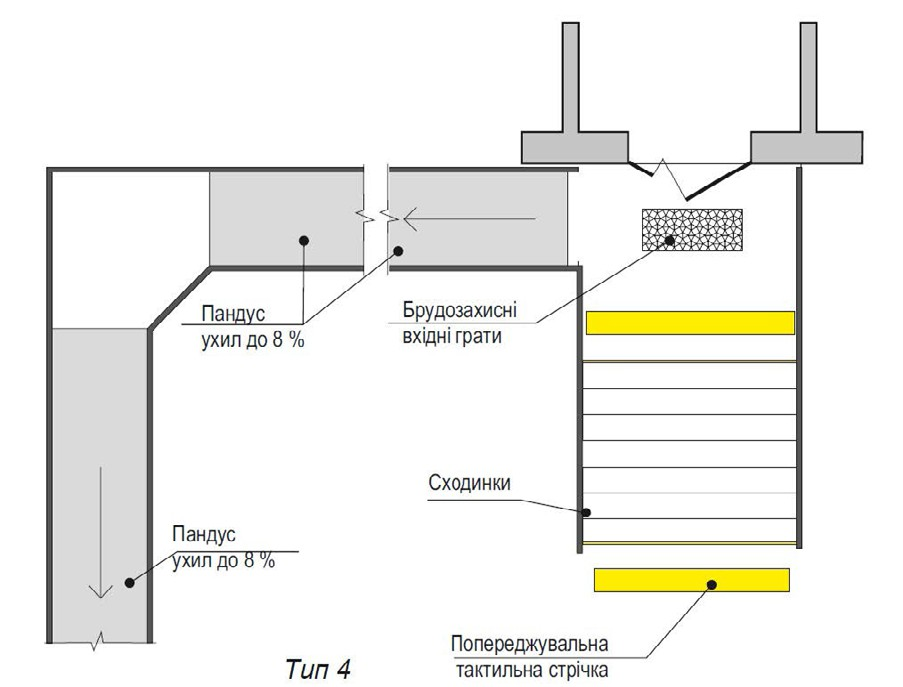 Пандус
ухил до 8 %
Брудозахисні
вхідні грати
Сходинки
Пандус
ухил до 8 %
Попереджувальна
тактильна стрічка
Тип 4